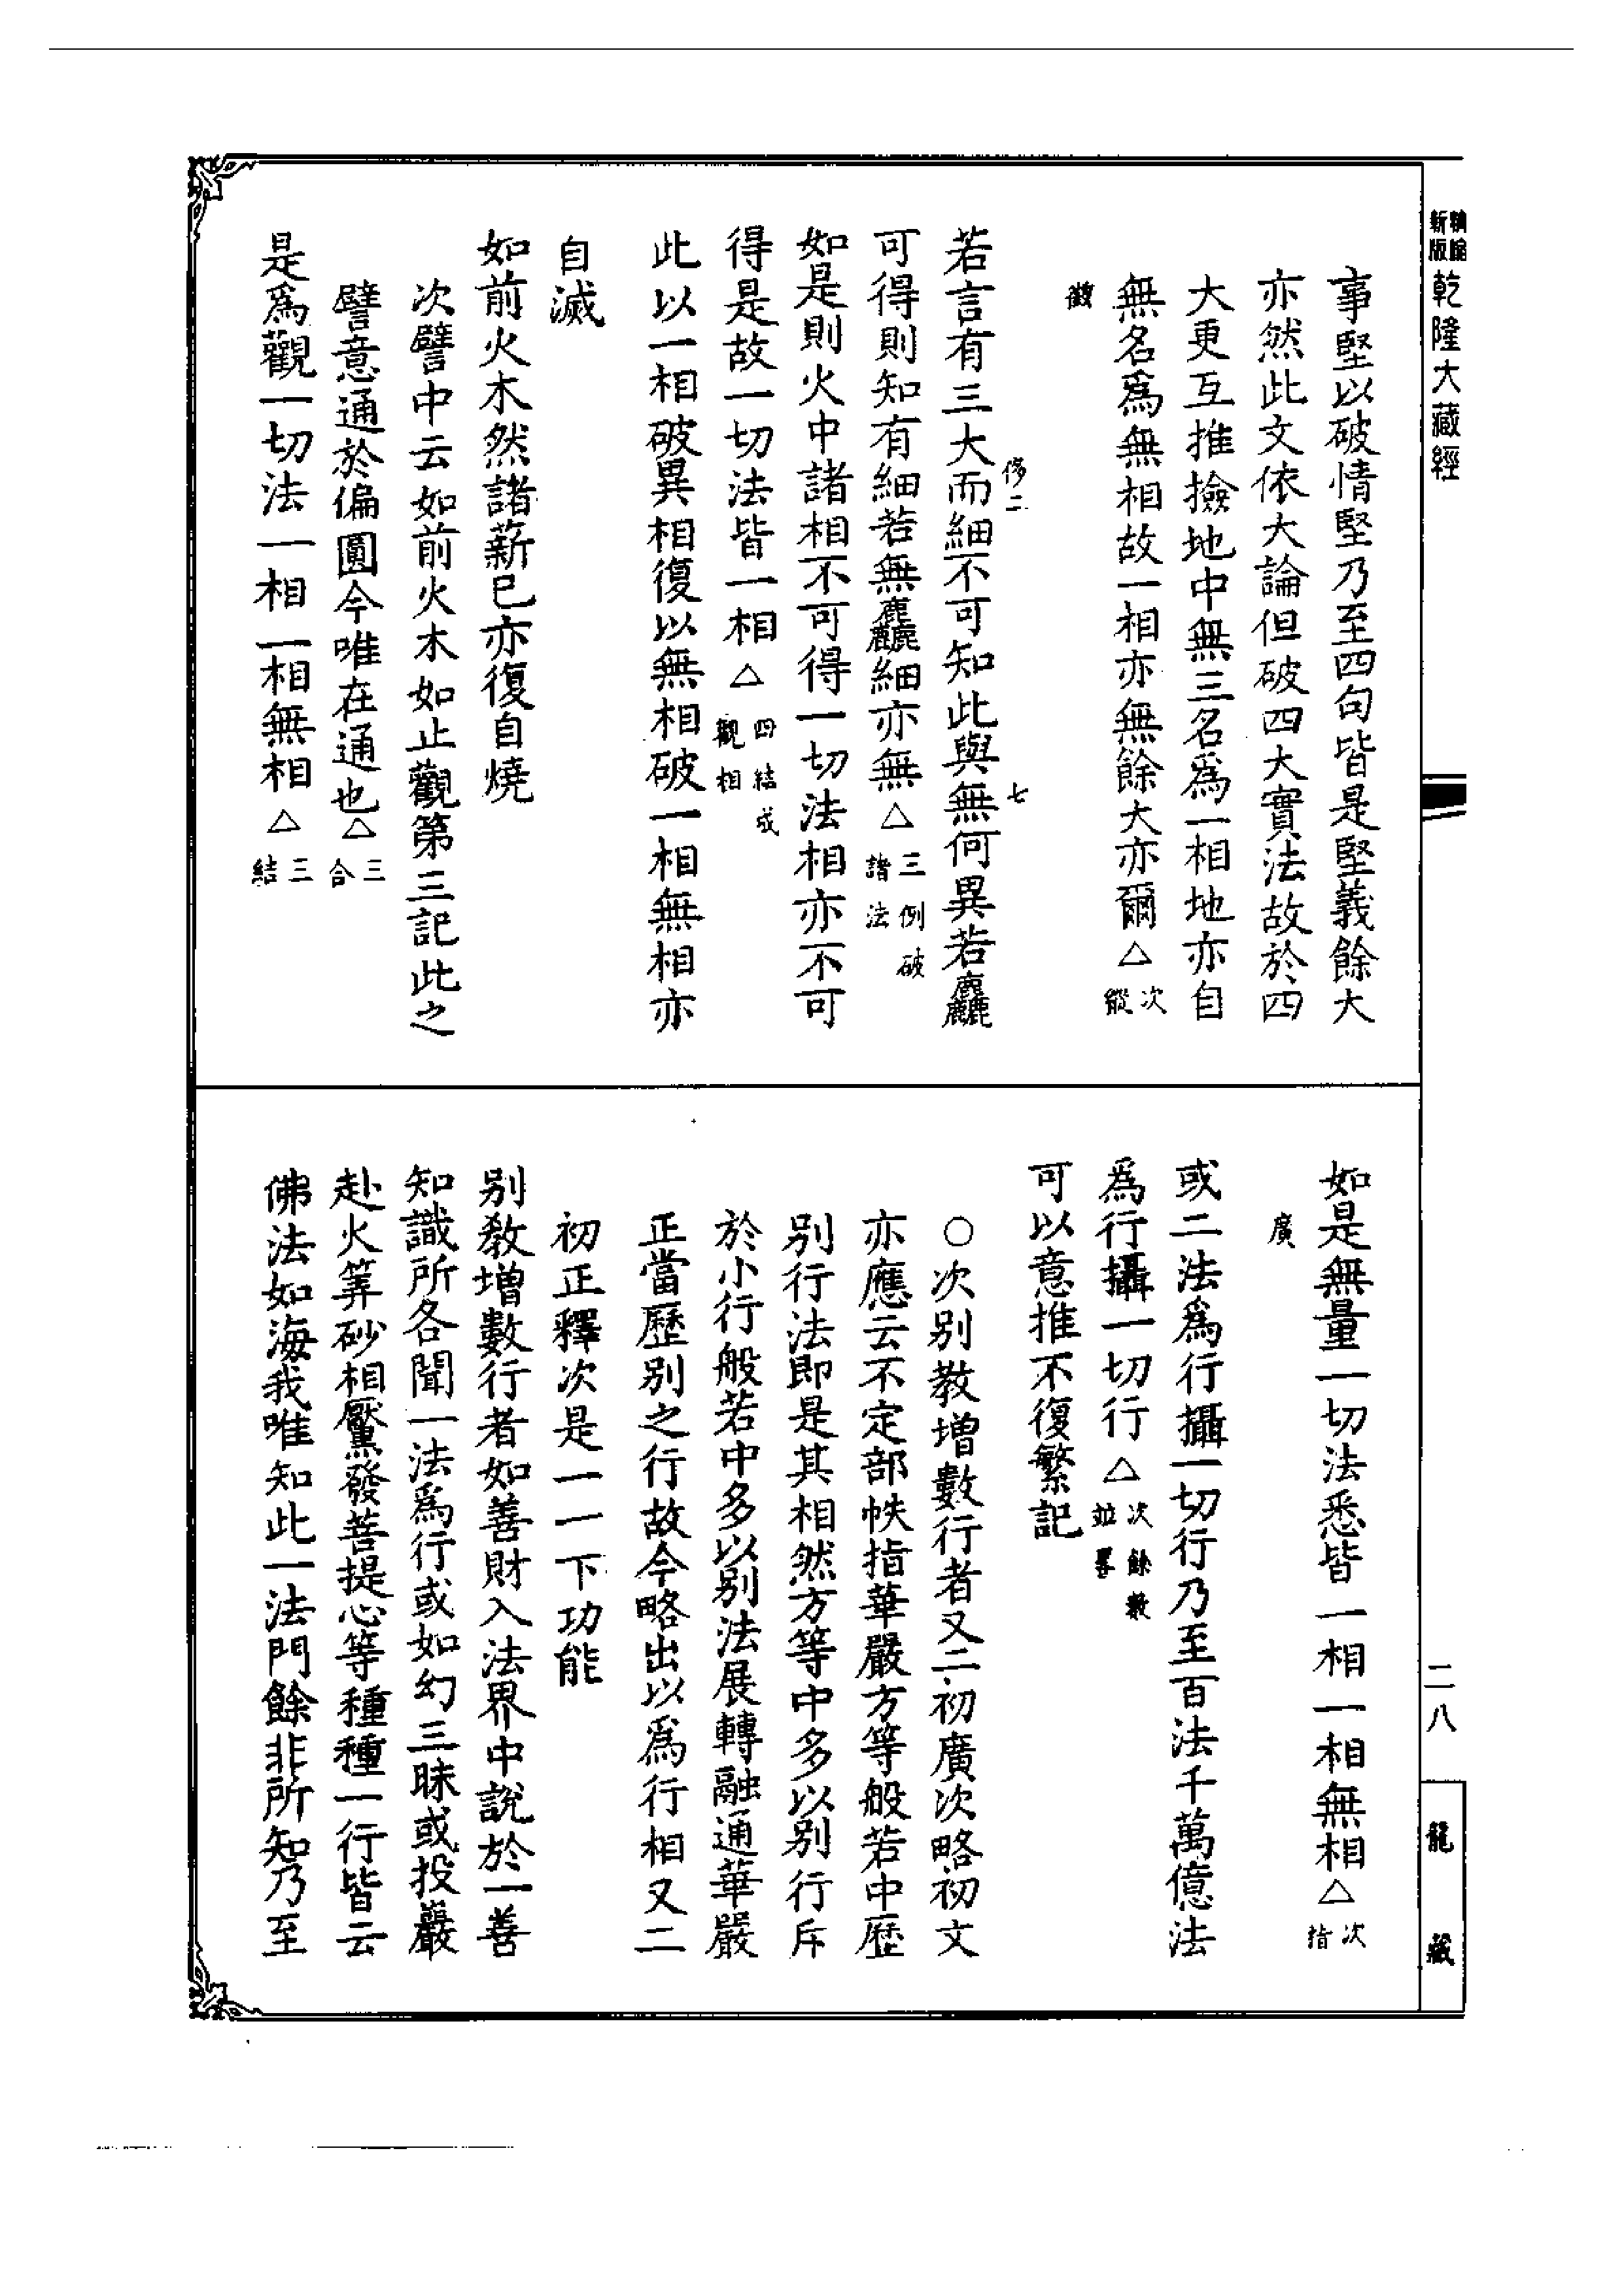 新版
乾隆大藏經
事堅以破情堅乃至四句皆是堅義餘大
亦然此文依大論但破四大實法故於四
大更互推撿地中無三名為一相地亦自
無名為無相故一相亦無餘大亦爾△次
縱
徵
若言有三大而細不可知此與無何異若麤
可得則知有細若無麤細亦無△三例破
諸法
如是則火中諸相不可得一切法相亦不可
得是故一切法皆一相△四結成
觀相
此以一相破異相復以無相破一相無相亦
自滅
如前火木然諸薪已亦復自燒
次譬中云如前火木如止觀第三記此之
譬意通於偏圓今唯在通也△三
合
是為觀一切法一相一相無相△三
結
七
如是無量一切法悉皆一相一相無相△次
指
廣
或二法為行攝一切行乃至百法千萬億法
為行攝一切行△次餘數
並畧
可以意推不復繁記
○次別教增數行者又二初廣次略初文
亦應云不定部帙指華嚴方等般若中歷
別行法即是其相然方等中多以別行斥
於小行般若中多以別法展轉融通華嚴
正當歷別之行故今略出以為行相又二
初正釋次是一一下功能
別教增數行者如善財入法界中說於一善
知識所各聞一法為行或如幻三昧或投巖
赴火筭砂相黶發菩提心等種種一行皆云
佛法如海我唯知此一法門餘非所知乃至
二八
龍藏